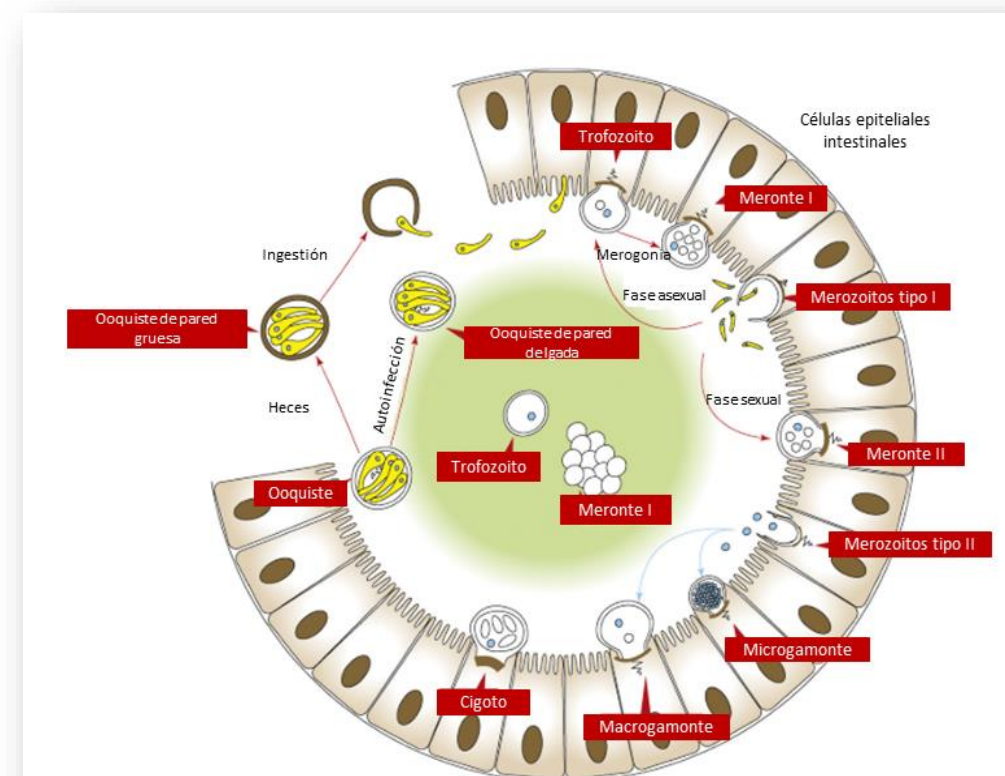 Células epiteliales
intestinales
Trofozoito
Meronte I
Ingestión
Merogonia
Fase asexual
Merozoitos tipo I
Ooquiste de pared
gruesa
Ooquiste de pared
delgada
Autoinfección
Heces
Fase sexual
Trofozoito
Meronte II
Ooquiste
Meronte I
Merozoitos tipo II
Microgamonte
Cigoto
Macrogamonte